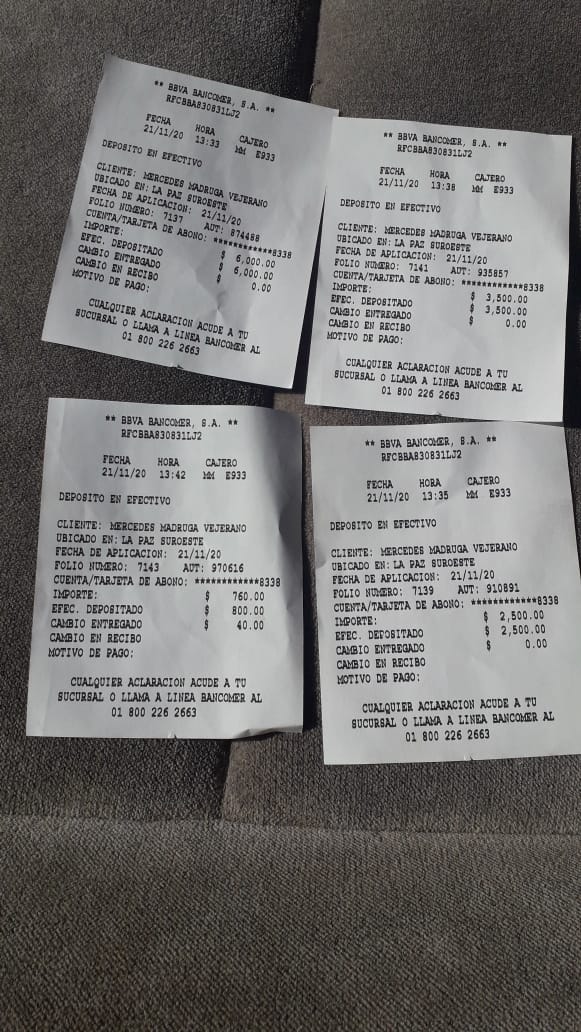 ** BBVA BANCOMER, S.A. **
RFCBBA830831LJ2
FECHA HORA CAJERO
21/11/20 13:33 MM E933
DEPOSITO EN EFECTIVO
CLIENTE: MERCEDES MADRUGA VEJERANO
UBICADO EN: LA PAZ SUROESTE
FECHA DE APLICACION: 21/11/20
FOLIO NUMERO: 7137 AUT: 874488
CUENTA/TARJETA DE ABONO: ************8338
IMPORTE: $ 6,000.00
EFEC. DEPOSITADO $ 6,000.00
CAMBIO ENTREGADO $ 0.00
CAMBIO EN RECIBO
MOTIVO DE PAGO:
CUALQUIER ACLARACION ACUDE A TU
SUCURSAL O LLAMA A LINEA BANCOMER AL
01 800 226 2663
** BBVA BANCOMER, S.A. **
RFCBBA830831LJ2
FECHA HORA CAJERO
21/11/20 13:38 MM E933
DEPOSITO EN EFECTIVO
CLIENTE: MERCEDES MADRUGA VEJERANO
UBICADO EN: LA PAZ SUROESTE
FECHA DE APLICACION: 21/11/20
FOLIO NUMERO: 7141 AUT: 935857
CUENTA/TARJETA DE ABONO: ************8338
IMPORTE: $ 3,500.00
EFEC. DEPOSITADO $ 3,500.00
CAMBIO ENTREGADO $ 0.00
CAMBIO EN RECIBO
MOTIVO DE PAGO:
CUALQUIER ACLARACION ACUDE A TU
SUCURSAL O LLAMA A LINEA BANCOMER AL
01 800 226 2663
** BBVA BANCOMER, S.A. **
RFCBBA830831LJ2
FECHA HORA CAJERO
21/11/20 13:42 MM E933
DEPOSITO EN EFECTIVO
CLIENTE: MERCEDES MADRUGA VEJERANO
UBICADO EN: LA PAZ SUROESTE
FECHA DE APLICACION: 21/11/20
FOLIO NUMERO: 7143 AUT: 970616
CUENTA/TARJETA DE ABONO: ************8338
IMPORTE: $ 760.00
EFEC. DEPOSITADO $ 800.00
CAMBIO ENTREGADO $ 40.00
CAMBIO EN RECIBO
MOTIVO DE PAGO:
CUALQUIER ACLARACION ACUDE A TU
SUCURSAL O LLAMA A LINEA BANCOMER AL
01 800 226 2663
** BBVA BANCOMER, S.A. **
RFCBBA830831LJ2
FECHA HORA CAJERO
21/11/20 13:35 MM E933
DEPOSITO EN EFECTIVO
CLIENTE: MERCEDES MADRUGA VEJERANO
UBICADO EN: LA PAZ SUROESTE
FECHA DE APLICACION: 21/11/20
FOLIO NUMERO: 7139 AUT: 910891
CUENTA/TARJETA DE ABONO: ************8338
IMPORTE: $ 2,500.00
EFEC. DEPOSITADO $ 2,500.00
CAMBIO ENTREGADO $ 0.00
CAMBIO EN RECIBO
MOTIVO DE PAGO:
CUALQUIER ACLARACION ACUDE A TU
SUCURSAL O LLAMA A LINEA BANCOMER AL
01 800 226 2663